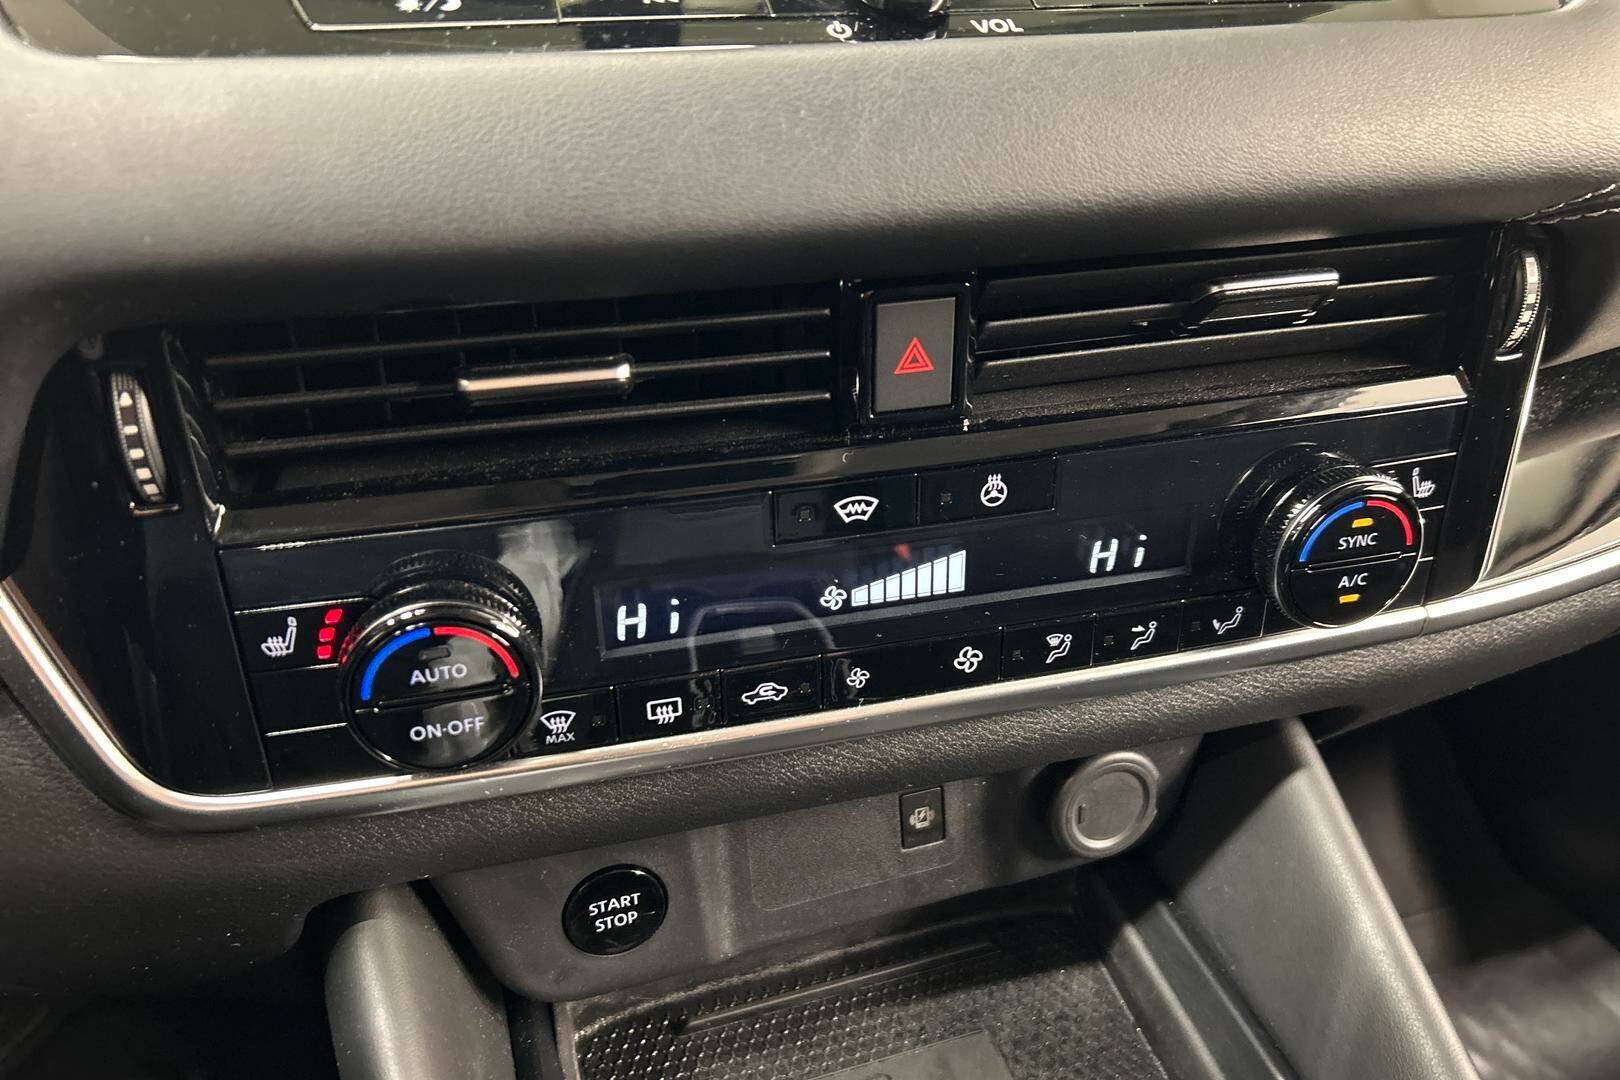 VOL
Hi
Hi
SYNC
A/C
AUTO
ON·OFF
MAX
START
STOP